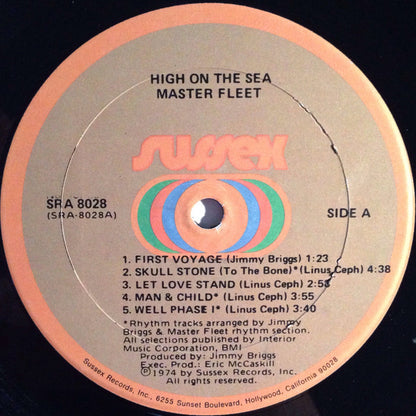 HIGH ON THE SEA
MASTER FLEET
sussex
SRA 8028
(SRA-8028A)
SIDE A
1. FIRST VOYAGE (Jimmy Briggs) 1:23
2. SKULL STONE (To The Bone)* (Linus Ceph) 4:38
3. LET LOVE STAND (Linus Ceph) 2:53
4. MAN & CHILD* (Linus Ceph) 3:55
5. WELL PHASE I* (Linus Ceph) 3:40
*Rhythm tracks arranged by Jimmy
Briggs & Master Fleet rhythm section.
All selections published by Interior
Music Corporation, BMI
Produced by: Jimmy Briggs
Exec. Prod.: Eric McCaskill
©℗1974 by Sussex Records, Inc.
All rights reserved.
Sussex Records, Inc., 6255 Sunset Boulevard, Hollywood, California 90028